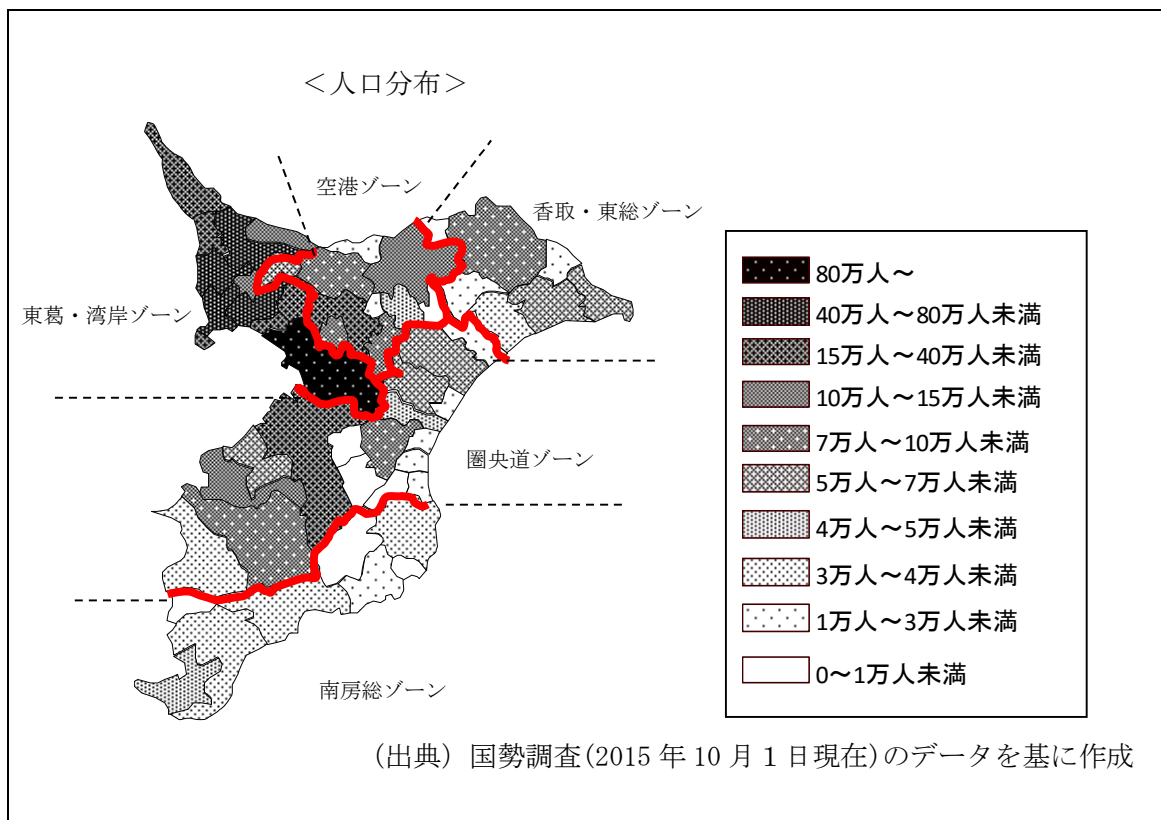 ＜人口分布＞
空港ゾーン
香取・東総ゾーン
東葛・湾岸ゾーン
圏央道ゾーン
南房総ゾーン
80万人～
40万人～80万人未満
15万人～40万人未満
10万人～15万人未満
7万人～10万人未満
5万人～7万人未満
4万人～5万人未満
3万人～4万人未満
1万人～3万人未満
0～1万人未満
（出典）国勢調査(2015 年 10 月 1 日現在)のデータを基に作成